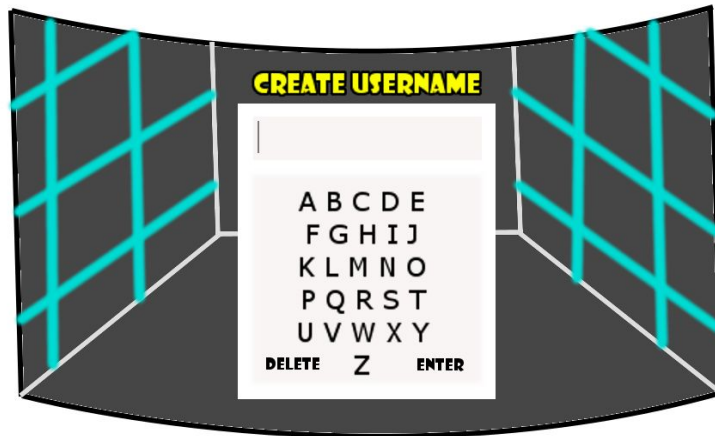 CREATE USERNAME
A B C D E
F G H I J
K L M N O
P Q R S T
U V W X Y
DELETE Z ENTER